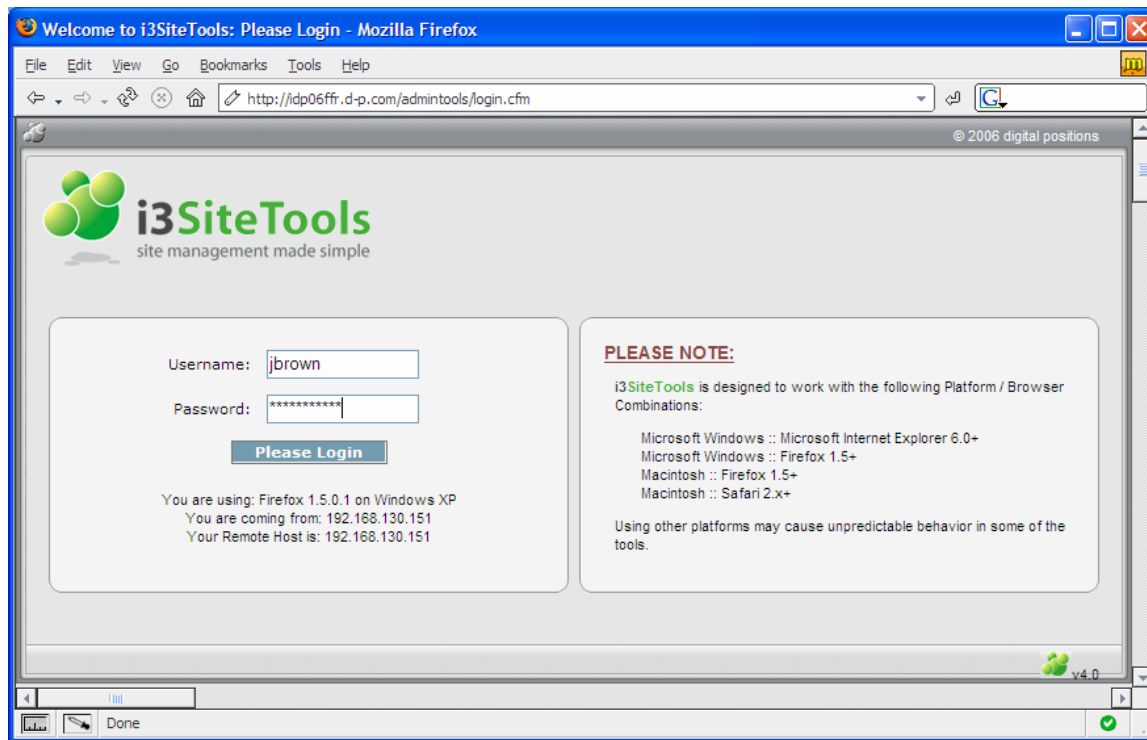 Welcome to i3SiteTools: Please Login - Mozilla Firefox
File Edit View Go Bookmarks Tools Help
http://idp06ffr.d-p.com/admintools/login.cfm
G
© 2006 digital positions
i3SiteTools
site management made simple
Username: jbrown
Password: ***********
Please Login
You are using: Firefox 1.5.0.1 on Windows XP
You are coming from: 192.168.130.151
Your Remote Host is: 192.168.130.151
PLEASE NOTE:
i3SiteTools is designed to work with the following Platform / Browser
Combinations:
Microsoft Windows :: Microsoft Internet Explorer 6.0+
Microsoft Windows :: Firefox 1.5+
Macintosh :: Firefox 1.5+
Macintosh :: Safari 2.x+
Using other platforms may cause unpredictable behavior in some of the
tools.
v4.0
Done